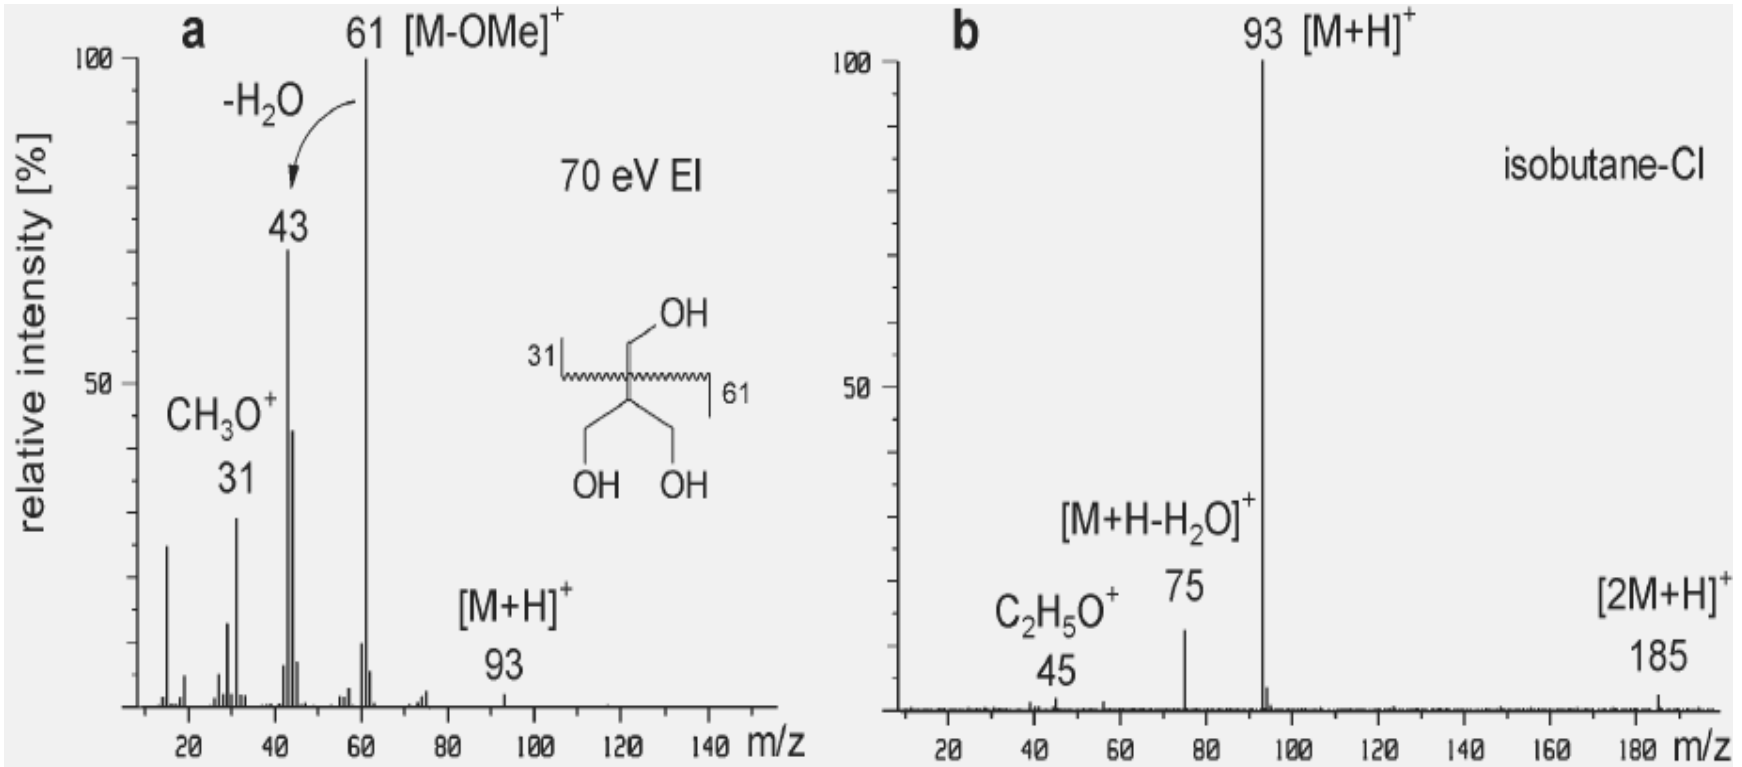 a 61 [M-OMe]+
100
-H2O
70 eV EI
43
OH
31
61
50
CH3O+
31
OH OH
[M+H]+
93
relative intensity [%]
20 40 60 80 100 120 140 m/z
b 93 [M+H]+
100
isobutane-CI
50
[M+H-H2O]+
75
C2H5O+
45
[2M+H]+
185
20 40 60 80 100 120 140 160 180 m/z